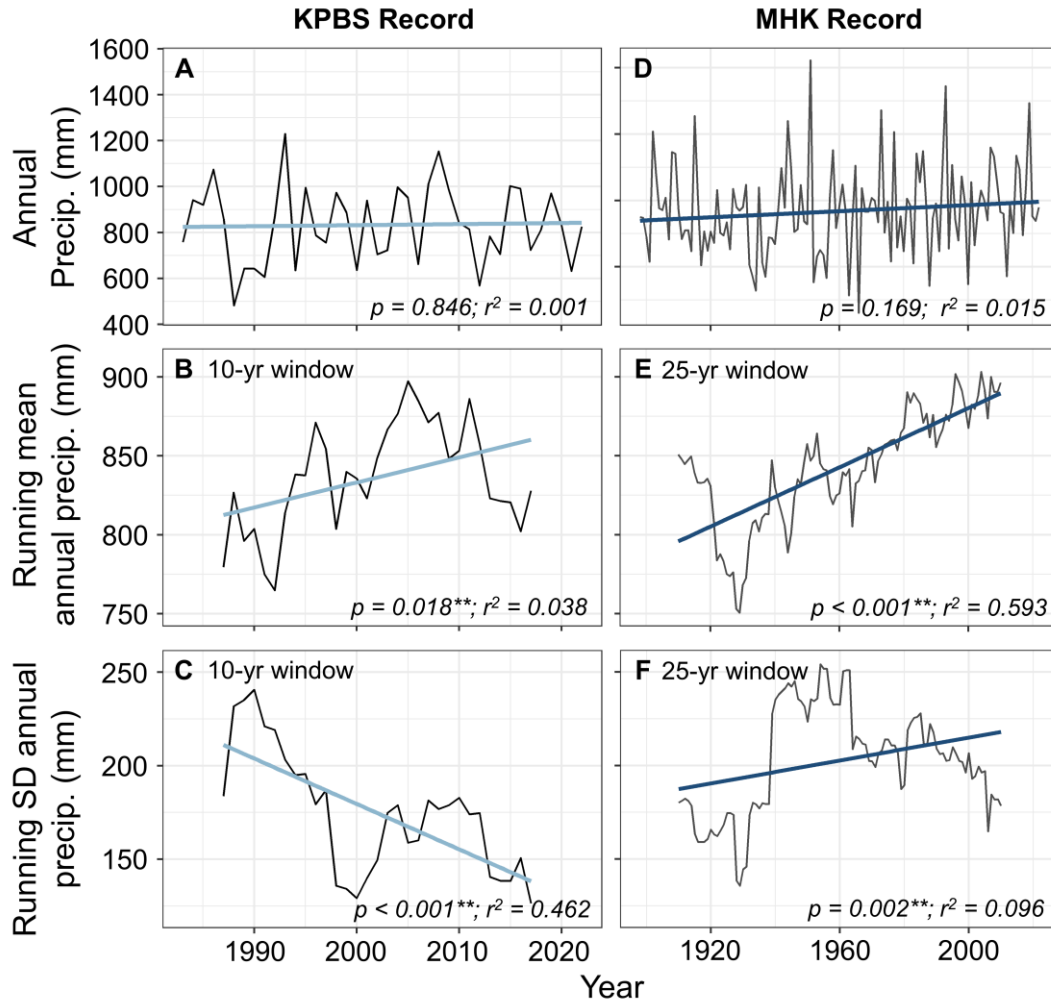 KPBS Record
MHK Record
Annual
Precip. (mm)
1600
1400
1200
1000
800
600
400
A
p = 0.846; r² = 0.001
D
p = 0.169; r² = 0.015
Running mean
annual precip. (mm)
900
850
800
750
B 10-yr window
p = 0.018**; r² = 0.038
E 25-yr window
p < 0.001**; r² = 0.593
Running SD annual
precip. (mm)
250
200
150
C 10-yr window
p < 0.001**; r² = 0.462
F 25-yr window
p = 0.002**; r² = 0.096
1990 2000 2010 2020
1920 1960 2000
Year